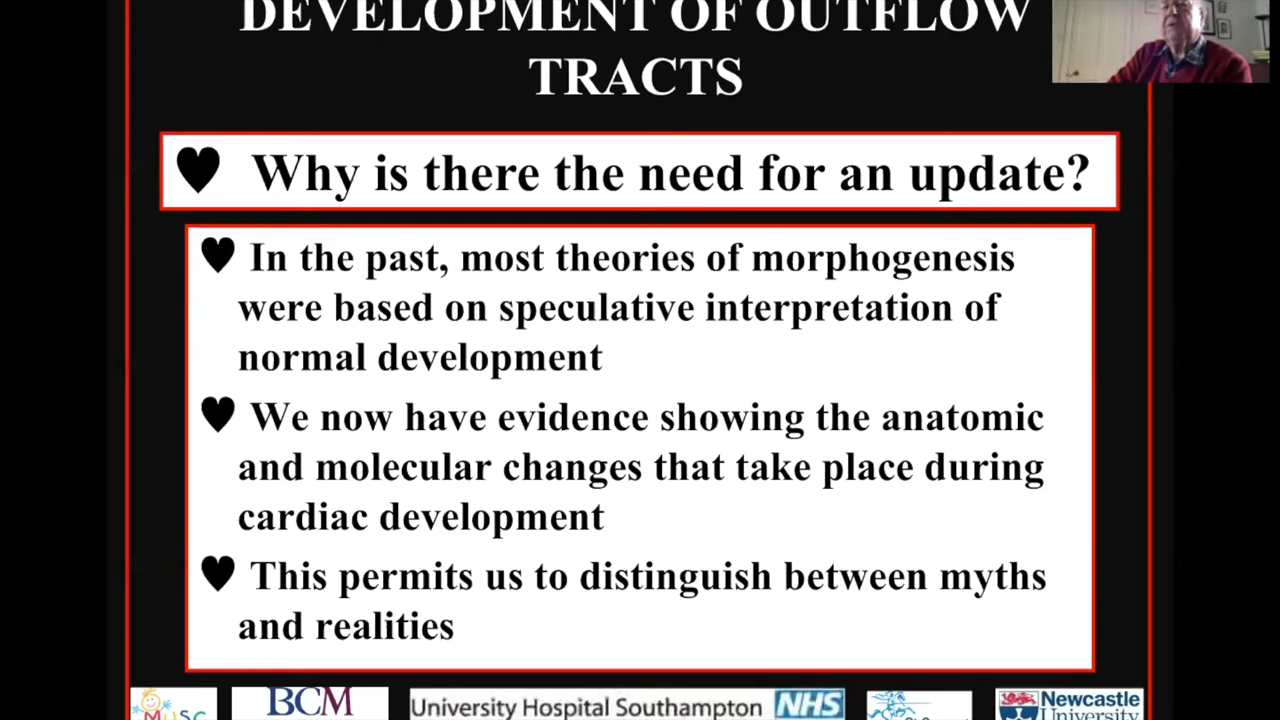 DEVELOPMENT OF OUTFLOW
TRACTS
Why is there the need for an update?
In the past, most theories of morphogenesis
were based on speculative interpretation of
normal development
We now have evidence showing the anatomic
and molecular changes that take place during
cardiac development
This permits us to distinguish between myths
and realities
MUSC
BCM
University Hospital Southampton NHS
Newcastle
University